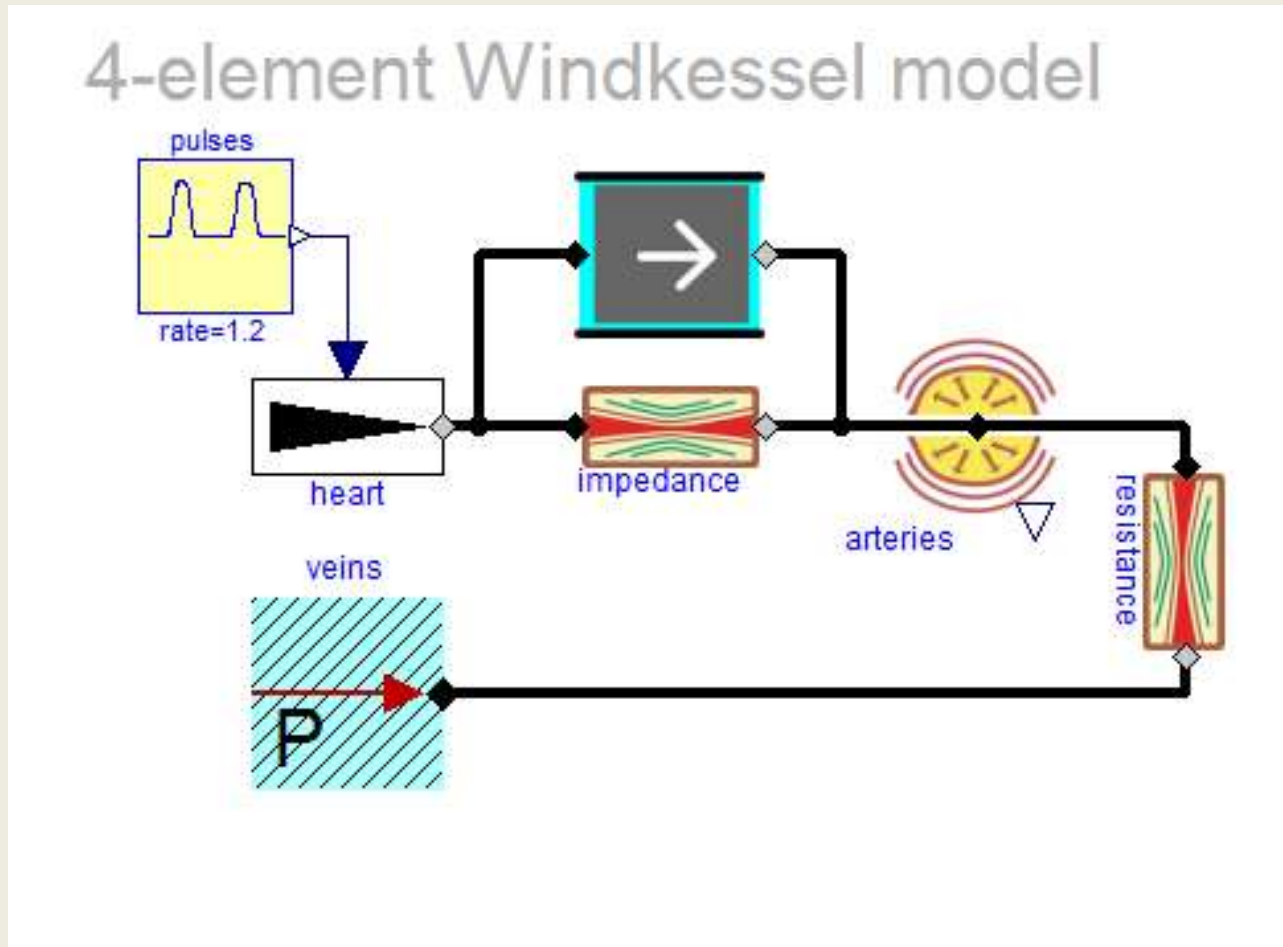 4-element Windkessel model
pulses
rate=1.2
heart
impedance
arteries
resistance
veins
P